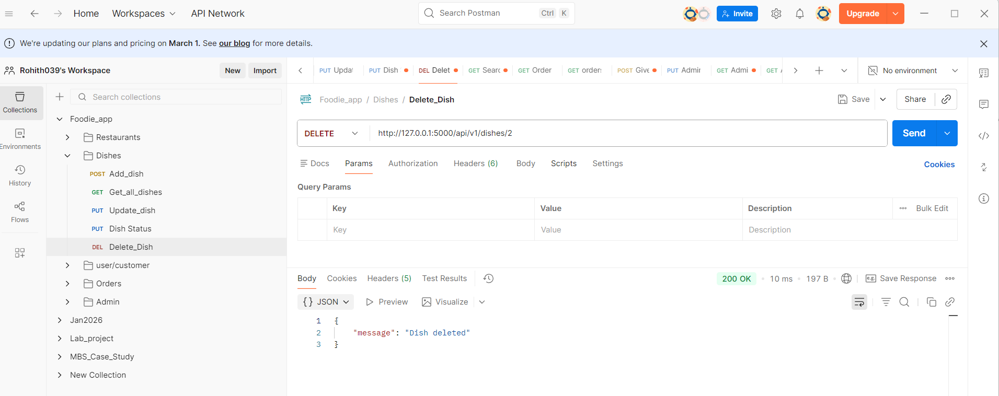 Home Workspaces API Network Search Postman Ctrl K Invite Upgrade
We're updating our plans and pricing on March 1. See our blog for more details.
Rohith039's Workspace New Import
PUT Updat PUT Dish DEL Delet GET Searc GET Order GET orders POST Give PUT Admin GET Admi GET No environment
Collections
Environments
History
Flows
Search collections
Foodie_app
Restaurants
Dishes
POST Add_dish
GET Get_all_dishes
PUT Update_dish
PUT Dish Status
DEL Delete_Dish
user/customer
Orders
Admin
Jan2026
Lab_project
MBS_Case_Study
New Collection
HTTP Foodie_app / Dishes / Delete_Dish Save Share
DELETE http://127.0.0.1:5000/api/v1/dishes/2 Send
Docs Params Authorization Headers (6) Body Scripts Settings Cookies
Query Params
Key Value Description Bulk Edit
Key Value Description
Body Cookies Headers (5) Test Results 200 OK • 10 ms • 197 B • e.g. Save Response
{} JSON Preview Visualize
1 {
2 "message": "Dish deleted"
3 }